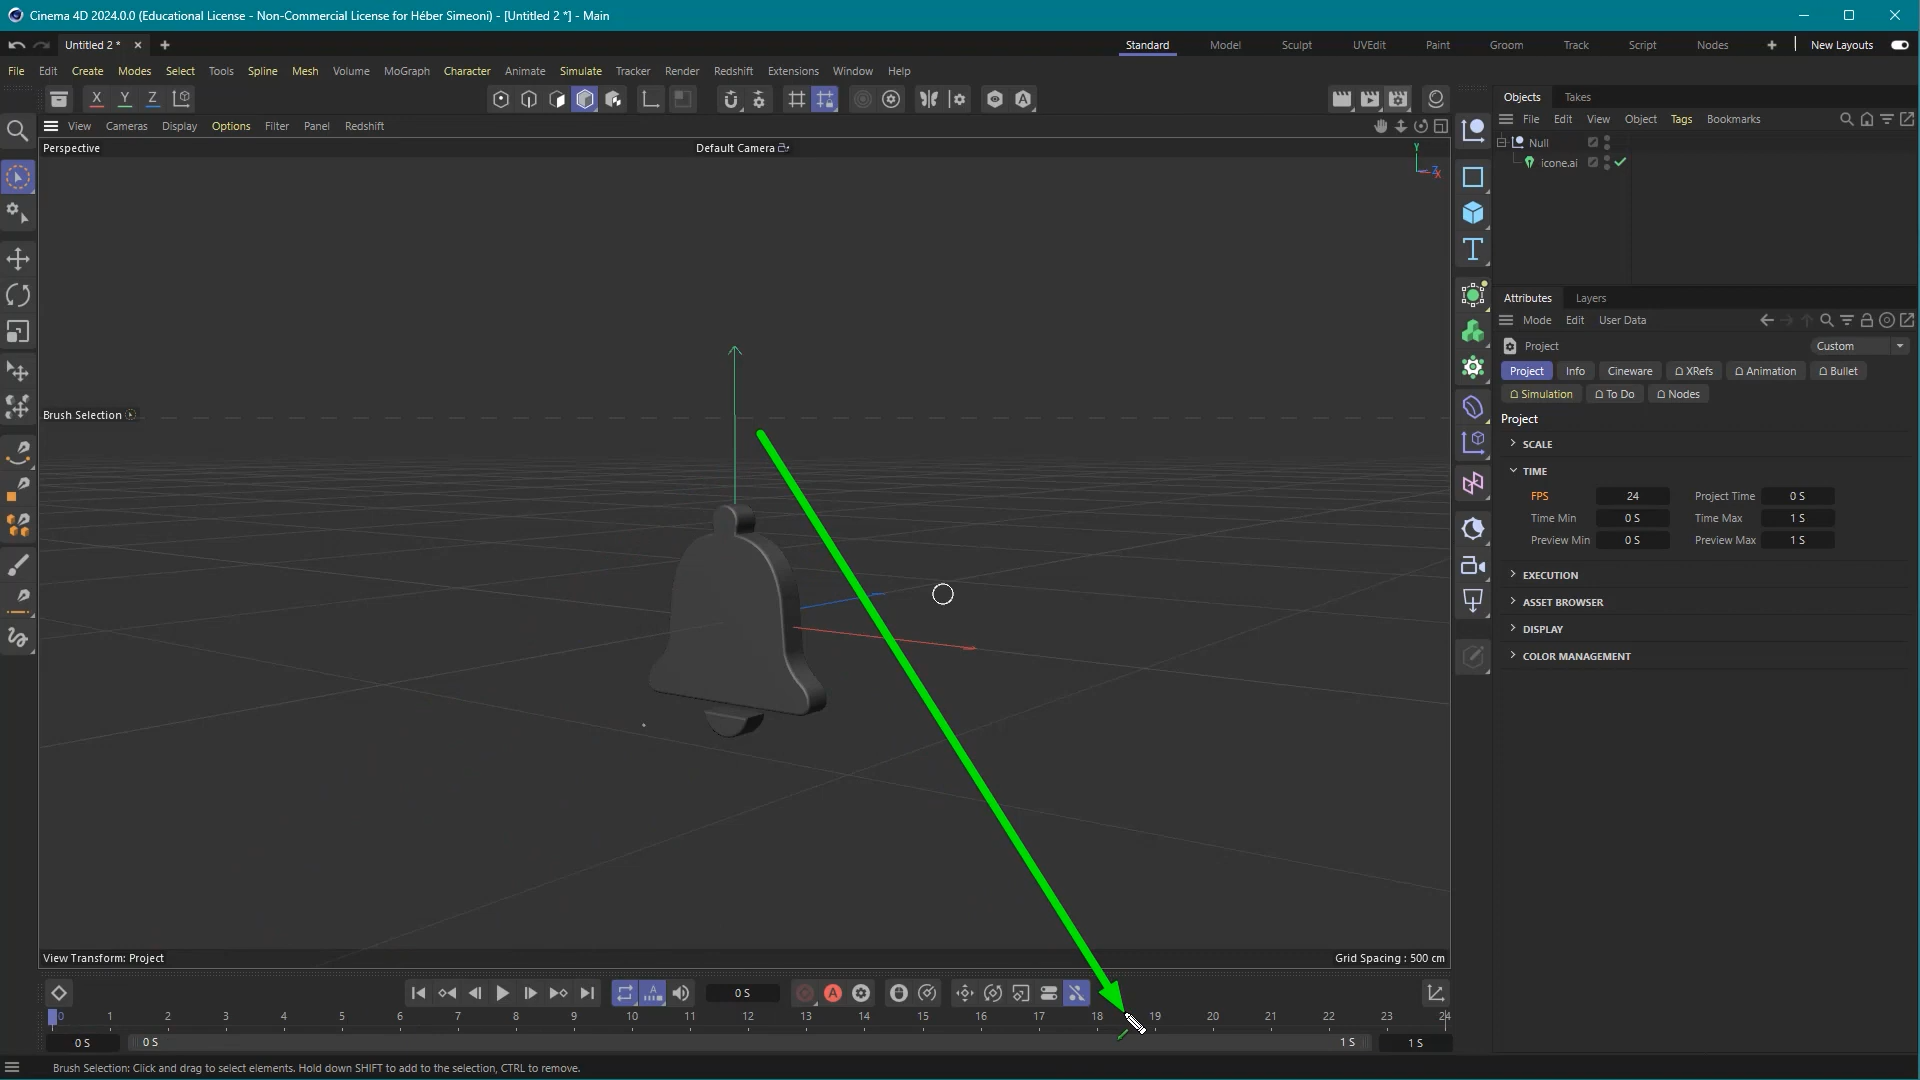 Cinema 4D 2024.0.0 (Educational License - Non-Commercial License for Héber Simeoni) - [Untitled 2 *] - Main
Untitled 2 *
Standard Model Sculpt UVEdit Paint Groom Track Script Nodes New Layouts
File Edit Create Modes Select Tools Spline Mesh Volume MoGraph Character Animate Simulate Tracker Render Redshift Extensions Window Help
X Y Z
View Cameras Display Options Filter Panel Redshift
Perspective
Default Camera
Y
Z
X
Brush Selection
View Transform: Project
Grid Spacing : 500 cm
Objects Takes
File Edit View Object Tags Bookmarks
Null
icone.ai
Attributes Layers
Mode Edit User Data
Project
Custom
Project Info Cineware XRefs Animation Bullet
Simulation To Do Nodes
Project
SCALE
TIME
FPS 24 Project Time 0 S
Time Min 0 S Time Max 1 S
Preview Min 0 S Preview Max 1 S
EXECUTION
ASSET BROWSER
DISPLAY
COLOR MANAGEMENT
0 S
0 1 2 3 4 5 6 7 8 9 10 11 12 13 14 15 16 17 18 19 20 21 22 23 24
0 S 0 S 1 S 1 S
Brush Selection: Click and drag to select elements. Hold down SHIFT to add to the selection, CTRL to remove.